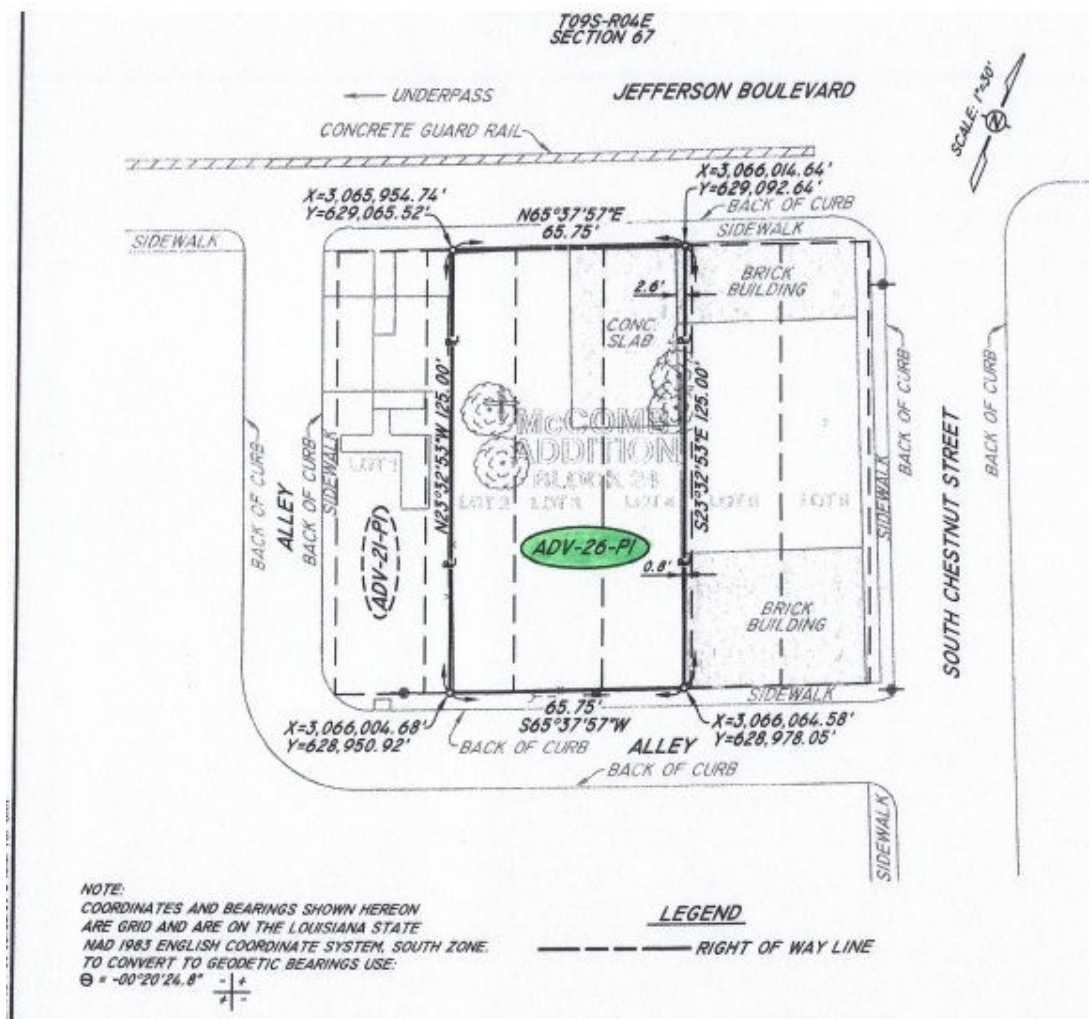 T09S-R04E
SECTION 67
UNDERPASS
JEFFERSON BOULEVARD
SCALE: 1"=30'
N
CONCRETE GUARD RAIL
X=3,065,954.74'
Y=629,065.52'
X=3,066,014.64'
Y=629,092.64'
N65°37'57"E
65.75'
BACK OF CURB
SIDEWALK
SIDEWALK
BRICK
BUILDING
2.6'
CONC.
SLAB
BACK OF CURB
BACK OF CURB
SOUTH CHESTNUT STREET
N23°32'53"W 125.00'
S23°32'53"E 125.00'
McCOMB
ADDITION
BLOCK 24
LOT 1
LOT 2
LOT 3
LOT 4
LOT 5
LOT 6
BACK OF CURB
ALLEY
BACK OF CURB
SIDEWALK
ADV-21-P1
ADV-26-P1
0.8'
SIDEWALK
BRICK
BUILDING
SIDEWALK
65.75'
S65°37'57"W
X=3,066,004.68'
Y=628,950.92'
BACK OF CURB
X=3,066,064.58'
Y=628,978.05'
ALLEY
BACK OF CURB
SIDEWALK
NOTE:
COORDINATES AND BEARINGS SHOWN HEREON
ARE GRID AND ARE ON THE LOUISIANA STATE
NAD 1983 ENGLISH COORDINATE SYSTEM, SOUTH ZONE.
TO CONVERT TO GEODETIC BEARINGS USE:
Θ = -00°20'24.8"
LEGEND
RIGHT OF WAY LINE